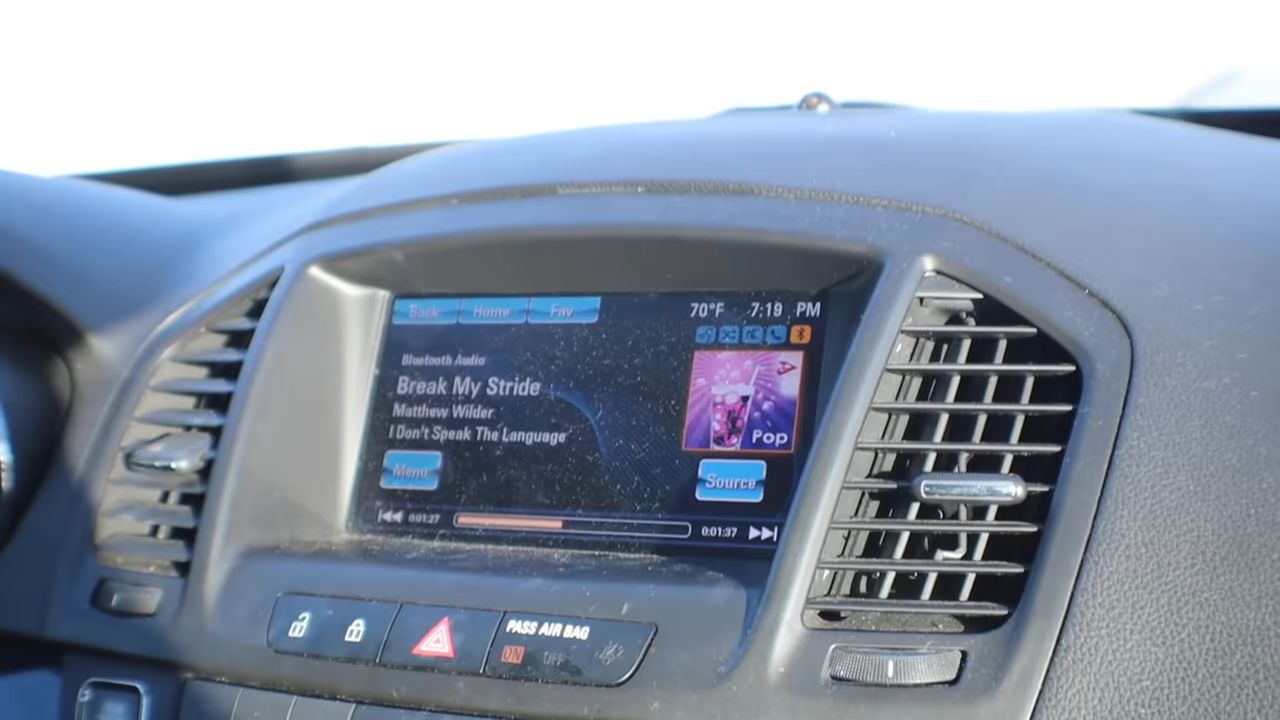 Back Home Fav 70°F 7:19 PM
Bluetooth Audio
Break My Stride
Matthew Wilder
I Don't Speak The Language
Pop
Menu Source
0:01:27 0:01:37
PASS AIR BAG
ON OFF